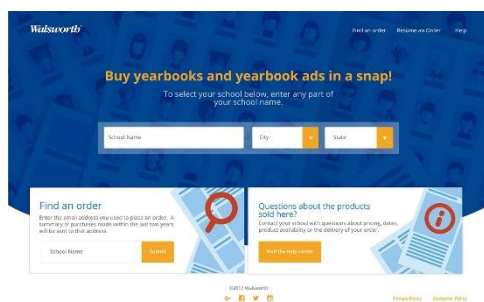 Walsworth
Find an order
Resume an Order
Help
Buy yearbooks and yearbook ads in a snap!
To select your school below, enter any part of
your school name.
School Name
City
State
Find an order
Enter the email address you used to place an order. A
summary of purchases made within the last two years
will be sent to that address.
School Name
Submit
Questions about the products
sold here?
Contact your school with questions about pricing, dates,
product availability or the delivery of your order.
Visit the help center
©2017 Walsworth
Privacy Policy
Customer Policy